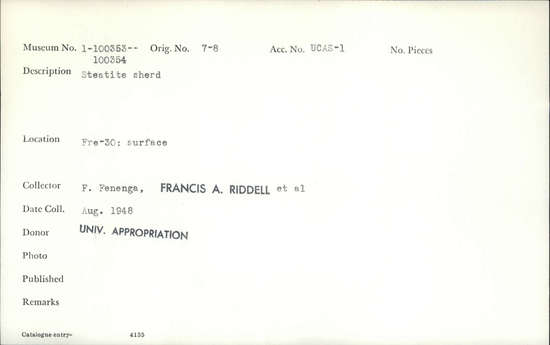 Museum No. 1-100353-- Orig. No. 7-8 Acc. No. UCAS-1 No. Pieces
100354
Description Steatite sherd
Location Fre-30: surface
Collector F. Fenenga, FRANCIS A. RIDDELL et al
Date Coll. Aug. 1948
Donor UNIV. APPROPRIATION
Photo
Published
Remarks
Catalogue entry- 4155